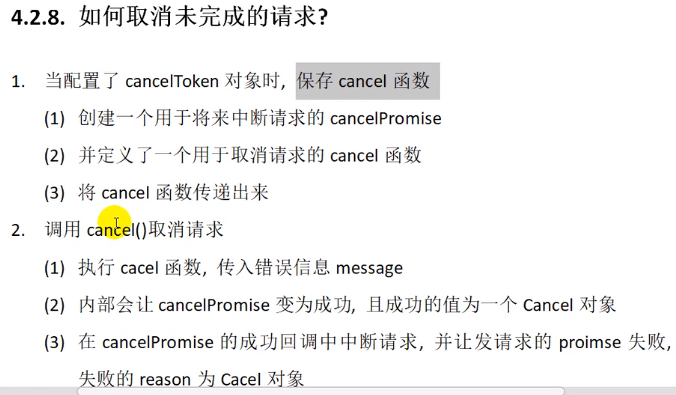 4.2.8. 如何取消未完成的请求?
1. 当配置了 cancelToken 对象时, 保存 cancel 函数
(1) 创建一个用于将来中断请求的 cancelPromise
(2) 并定义了一个用于取消请求的 cancel 函数
(3) 将 cancel 函数传递出来
2. 调用 cancel()取消请求
(1) 执行 cacel 函数, 传入错误信息 message
(2) 内部会让 cancelPromise 变为成功, 且成功的值为一个 Cancel 对象
(3) 在 cancelPromise 的成功回调中中断请求, 并让发请求的 proimse 失败,
失败的 reason 为 Cacel 对象